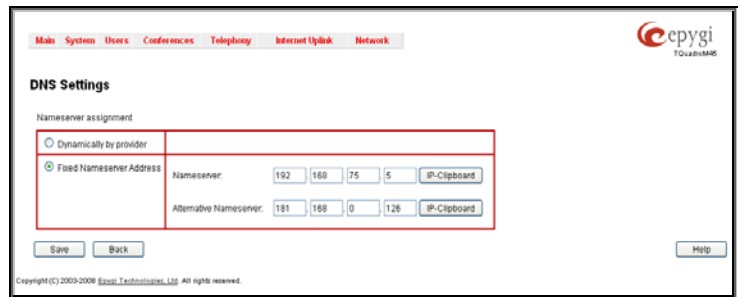 Main System Users Conferences Telephony Internet Uplink Network
epygi
TQuadroM45
DNS Settings
Nameserver assignment
Dynamically by provider
Fixed Nameserver Address
Nameserver: 192 . 168 . 75 . 5 IP-Clipboard
Alternative Nameserver: 181 . 168 . 0 . 126 IP-Clipboard
Save Back Help
Copyright (C) 2003-2008 Epygi Technologies, Ltd. All rights reserved.